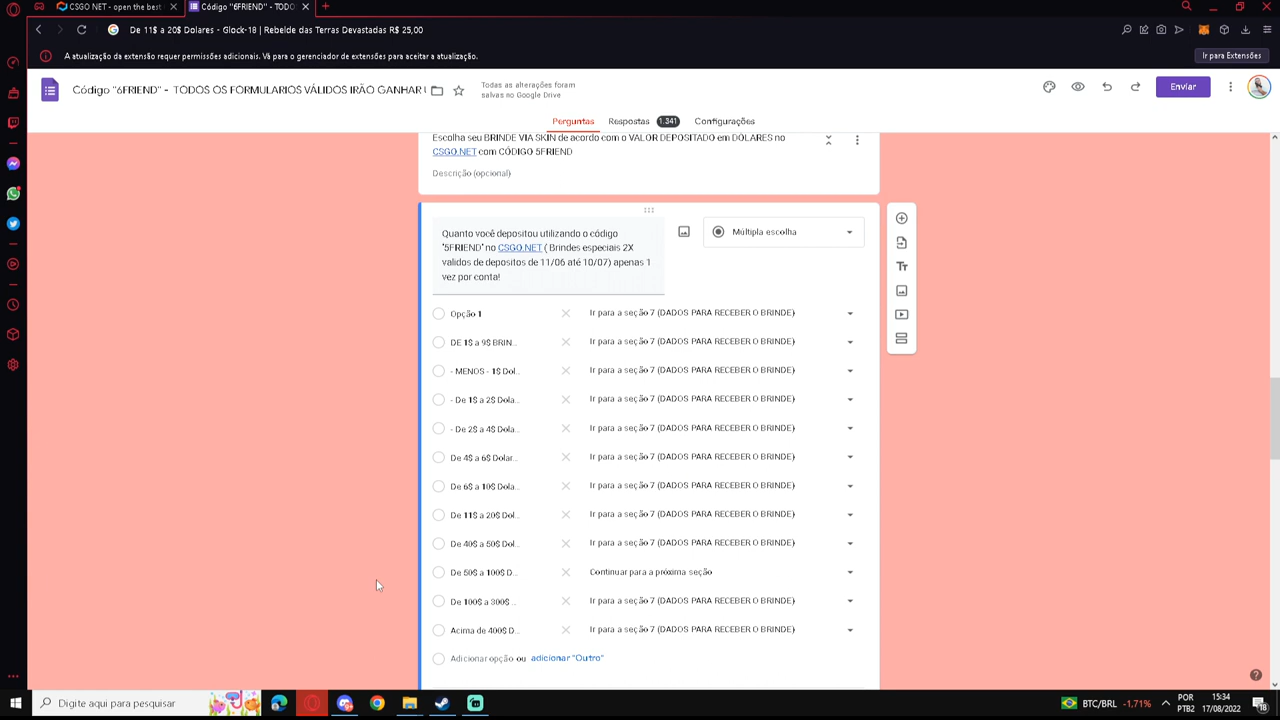 CSGO NET - open the best
Código "6FRIEND" - TODO
De 11$ a 20$ Dolares - Glock-18 | Rebelde das Terras Devastadas R$ 25,00
A atualização da extensão requer permissões adicionais. Vá para o gerenciador de extensões para aceitar a atualização.
Ir para Extensões
Código "6FRIEND" - TODOS OS FORMULARIOS VÁLIDOS IRÃO GANHAR
Todas as alterações foram
salvas no Google Drive
Enviar
Perguntas
Respostas
1.341
Configurações
Escolha seu BRINDE VIA SKIN de acordo com o VALOR DEPOSITADO em DOLARES no
CSGO.NET com CÓDIGO 5FRIEND
Descrição (opcional)
Quanto você depositou utilizando o código
'5FRIEND' no CSGO.NET ( Brindes especiais 2X
validos de depositos de 11/06 até 10/07) apenas 1
vez por conta!
Múltipla escolha
Opção 1
Ir para a seção 7 (DADOS PARA RECEBER O BRINDE)
DE 1$ a 9$ BRIN...
Ir para a seção 7 (DADOS PARA RECEBER O BRINDE)
- MENOS - 1$ Dol...
Ir para a seção 7 (DADOS PARA RECEBER O BRINDE)
- De 1$ a 2$ Dola...
Ir para a seção 7 (DADOS PARA RECEBER O BRINDE)
- De 2$ a 4$ Dola...
Ir para a seção 7 (DADOS PARA RECEBER O BRINDE)
De 4$ a 6$ Dolar...
Ir para a seção 7 (DADOS PARA RECEBER O BRINDE)
De 6$ a 10$ Dola...
Ir para a seção 7 (DADOS PARA RECEBER O BRINDE)
De 11$ a 20$ Dol...
Ir para a seção 7 (DADOS PARA RECEBER O BRINDE)
De 40$ a 50$ Dol...
Ir para a seção 7 (DADOS PARA RECEBER O BRINDE)
De 50$ a 100$ D...
Continuar para a próxima seção
De 100$ a 300$ ...
Ir para a seção 7 (DADOS PARA RECEBER O BRINDE)
Acima de 400$ D...
Ir para a seção 7 (DADOS PARA RECEBER O BRINDE)
Adicionar opção ou adicionar "Outro"
Digite aqui para pesquisar
BTC/BRL -1,71%
POR
PTB2
15:34
17/08/2022
18